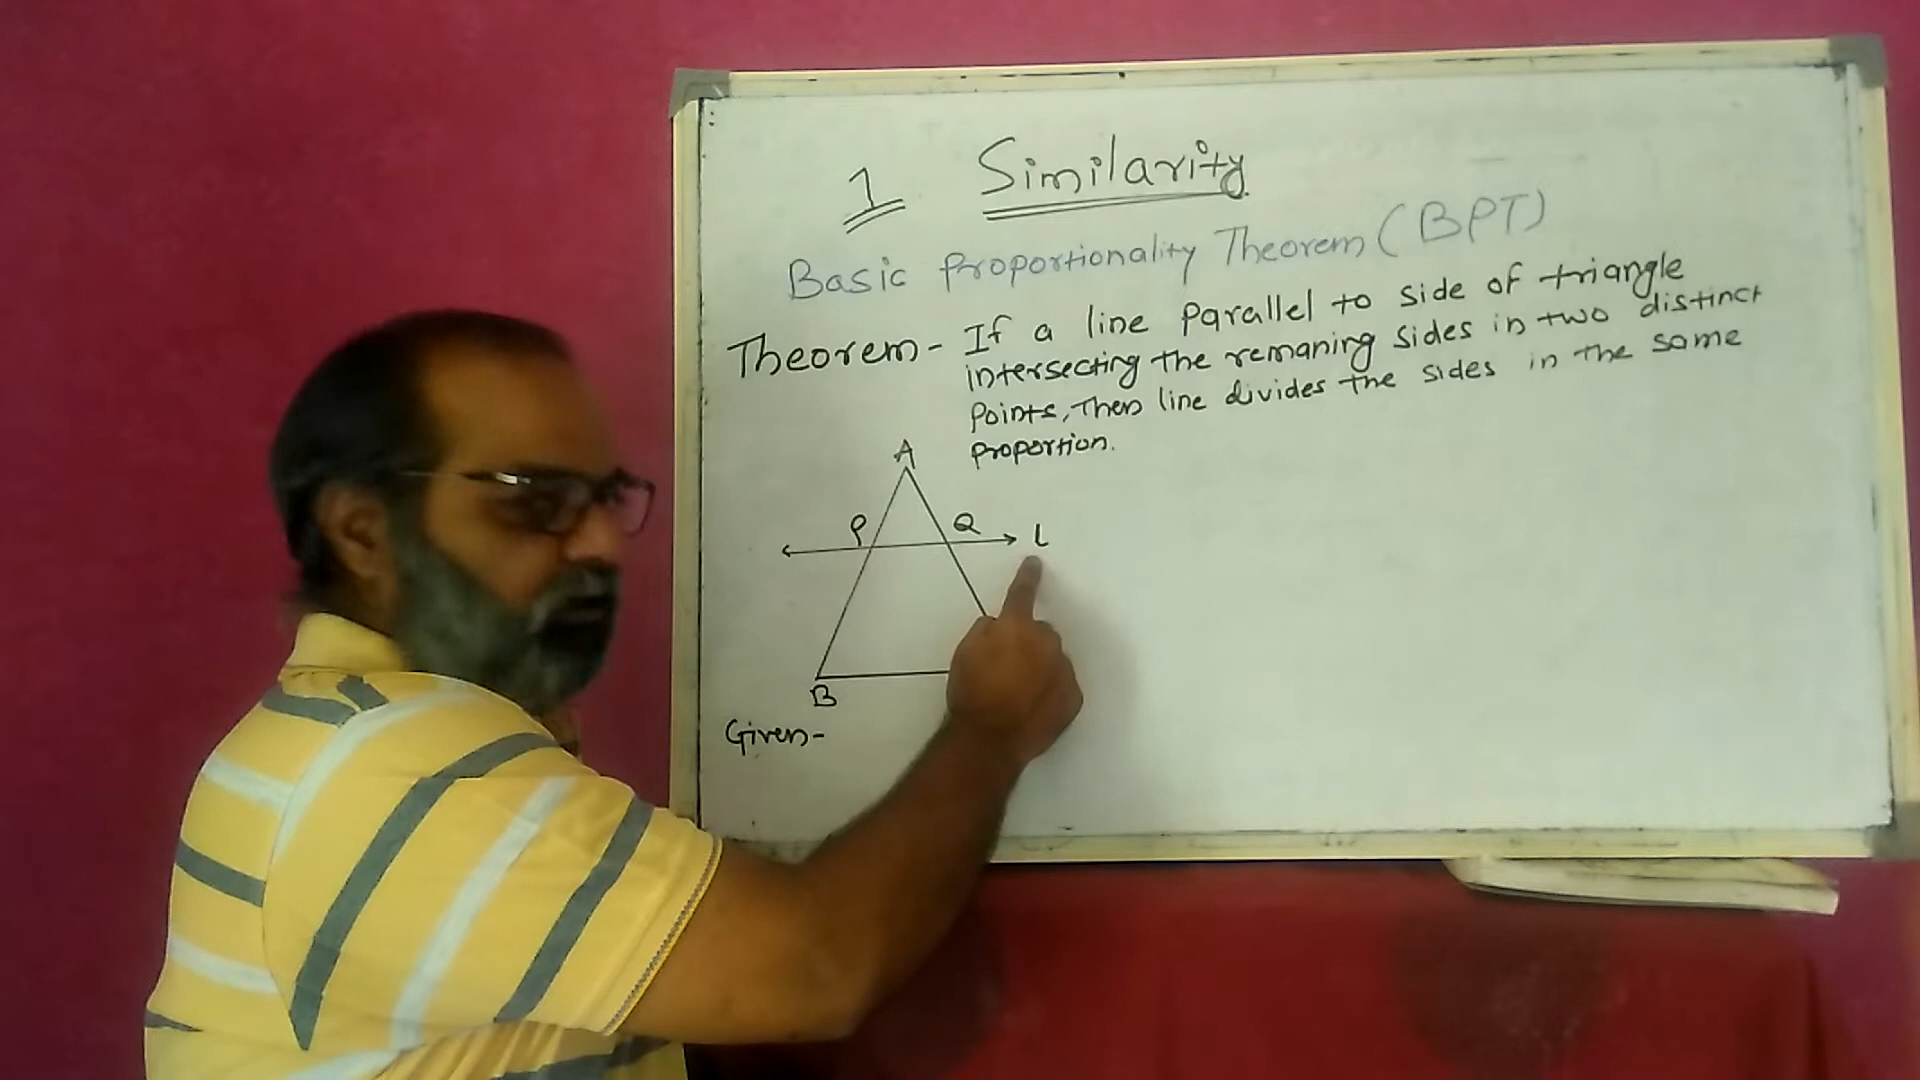 1 Similarity
Basic Proportionality Theorem (BPT)
Theorem- If a line parallel to side of triangle
intersecting the remaning sides in two distinct
points, Then line divides the sides in the same
proportion.
A
P Q l
B
Given-